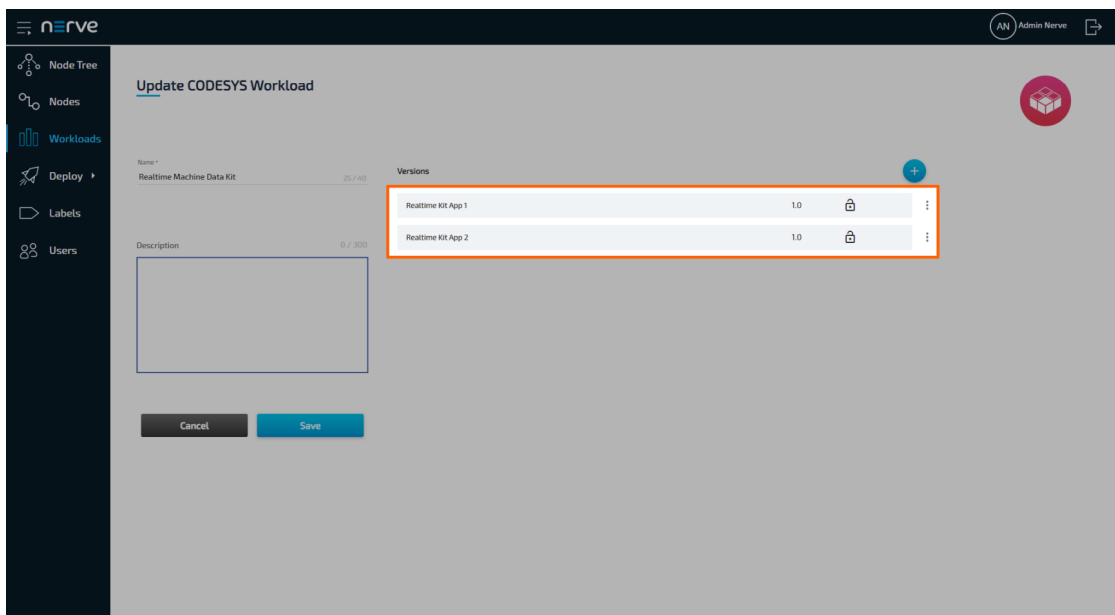 nerve
AN Admin Nerve
Node Tree
Nodes
Workloads
Deploy
Labels
Users
Update CODESYS Workload
Name *
Realtime Machine Data Kit 25 / 40
Description 0 / 300
Cancel Save
Versions
Realtime Kit App 1 1.0
Realtime Kit App 2 1.0